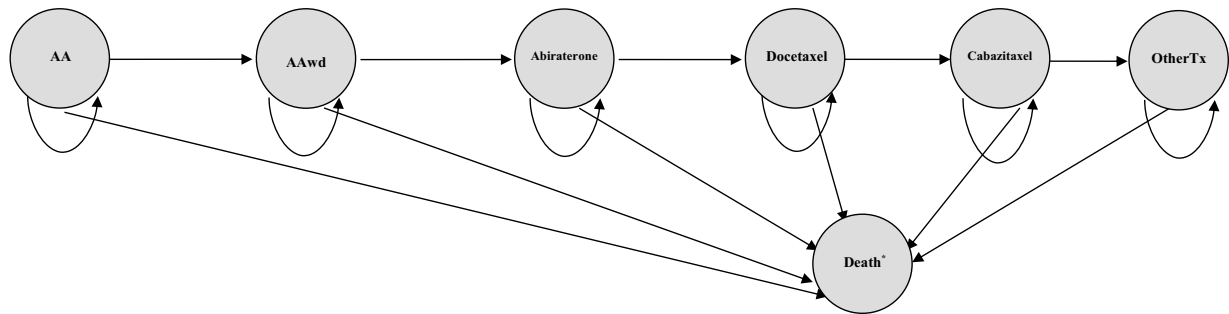 AA
AAwd
Abiraterone
Docetaxel
Cabazitaxel
OtherTx
Death*